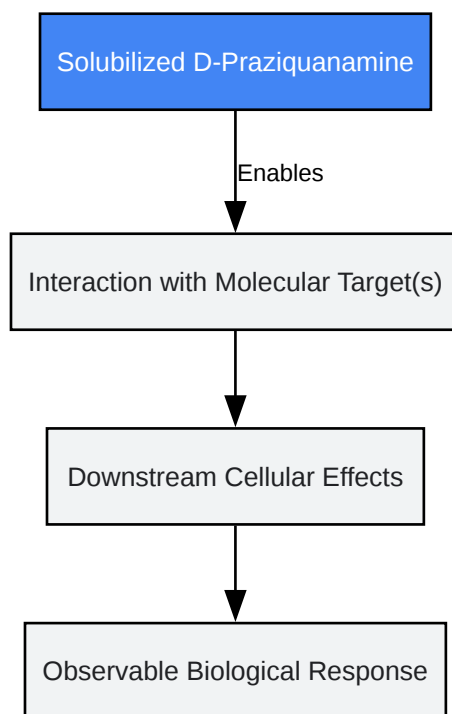 Solubilized D-Praziquanamine
Enables
Interaction with Molecular Target(s)
Downstream Cellular Effects
Observable Biological Response